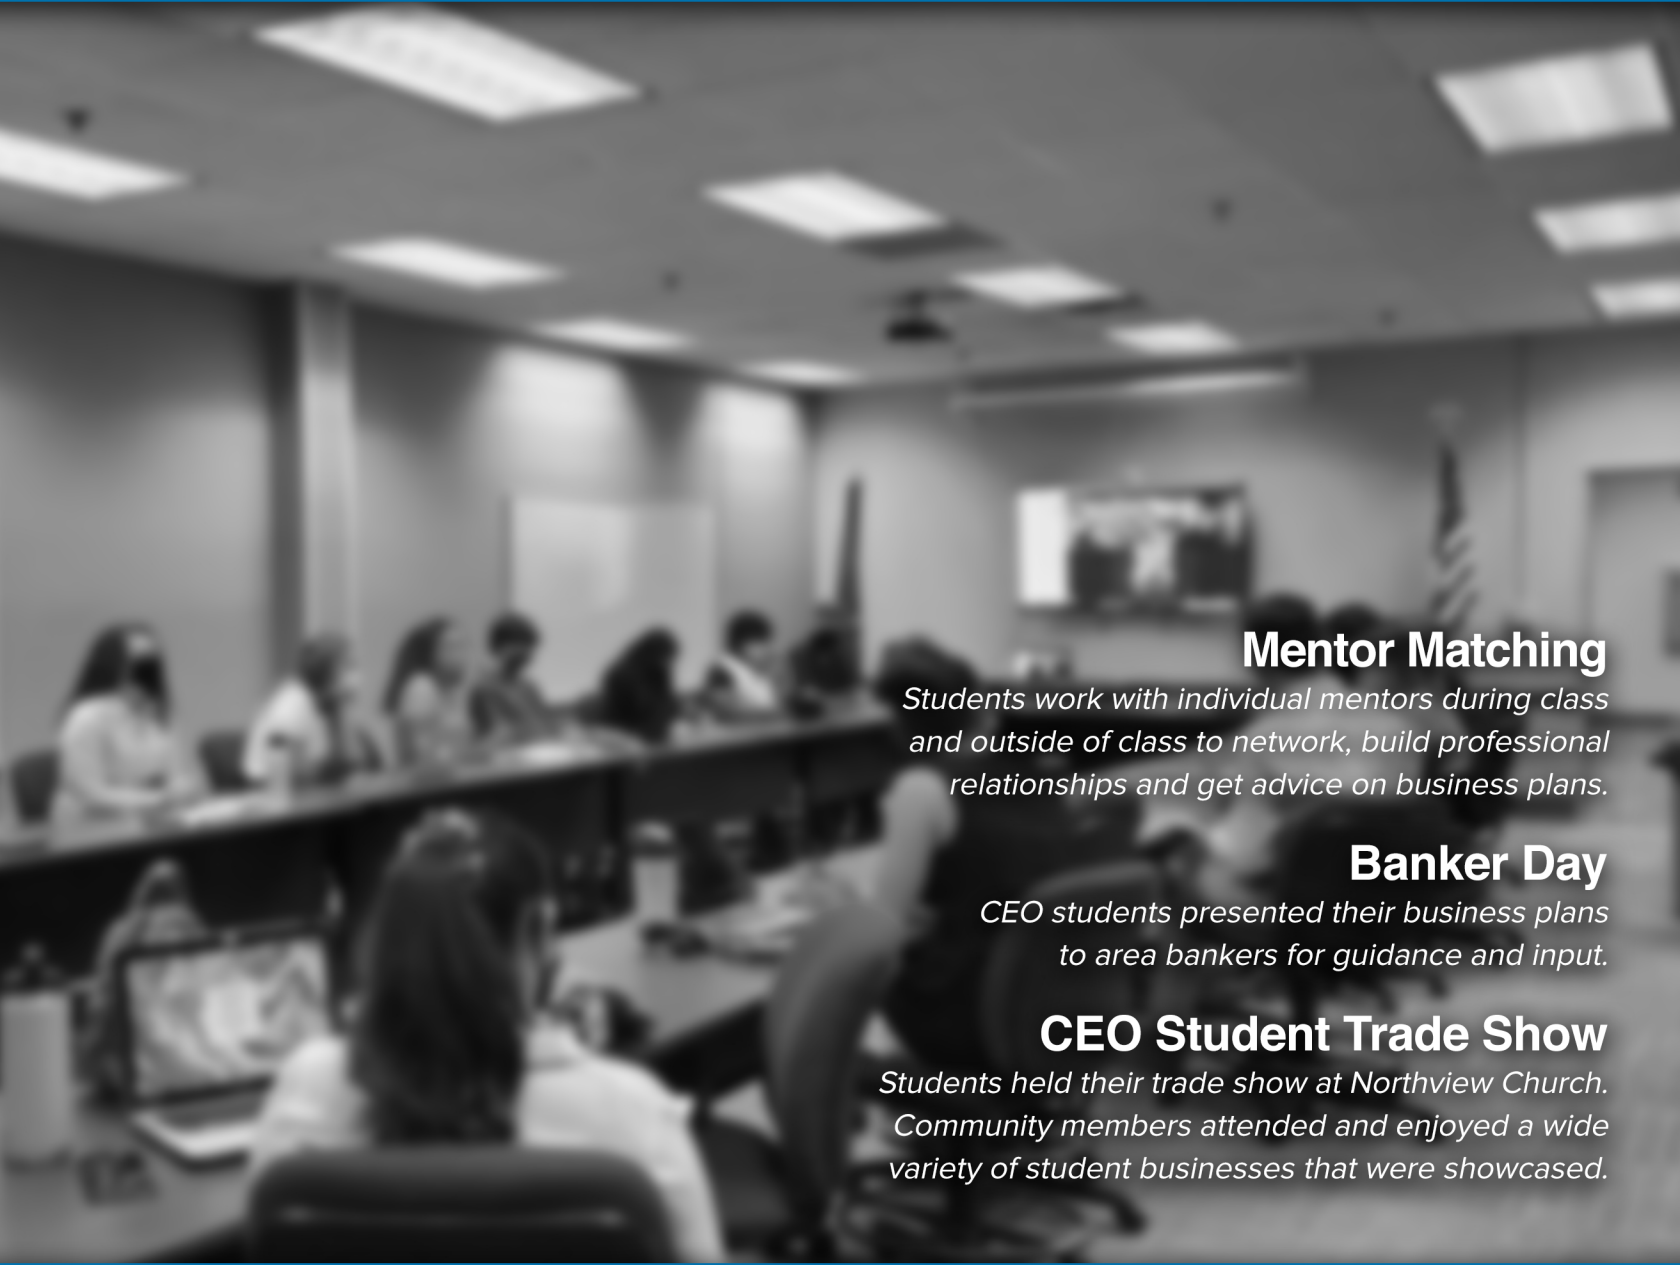 Mentor Matching
Students work with individual mentors during class
and outside of class to network, build professional
relationships and get advice on business plans.
Banker Day
CEO students presented their business plans
to area bankers for guidance and input.
CEO Student Trade Show
Students held their trade show at Northview Church.
Community members attended and enjoyed a wide
variety of student businesses that were showcased.